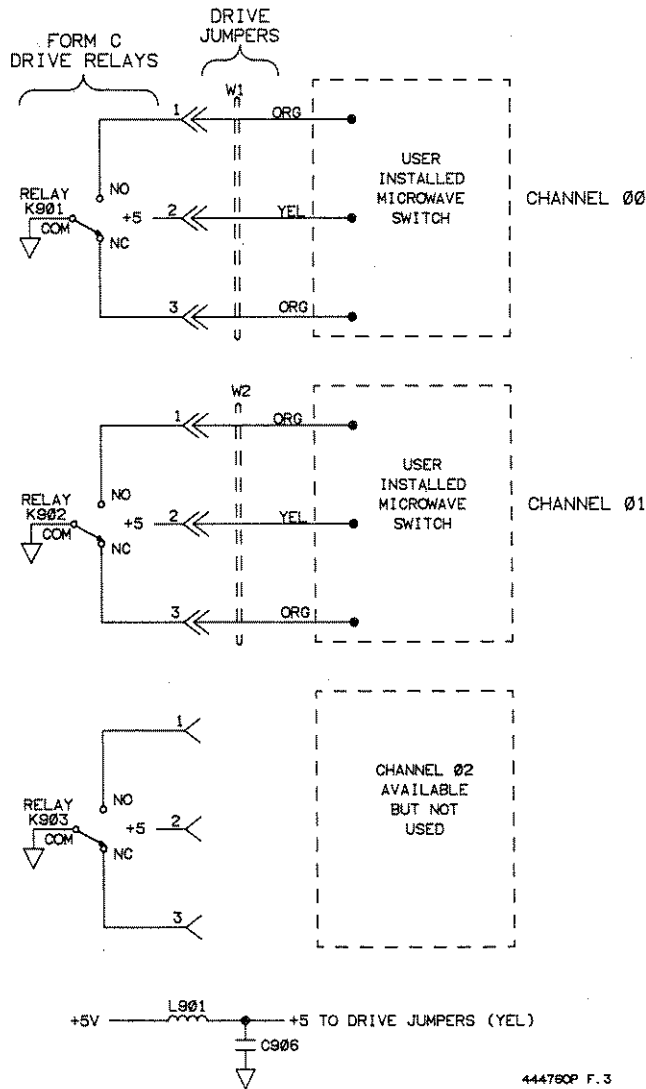 FORM C
DRIVE RELAYS
DRIVE
JUMPERS
W1
1
ORG
NO
RELAY
K901
COM
+5
2
YEL
NC
3
ORG
USER
INSTALLED
MICROWAVE
SWITCH
CHANNEL 00
W2
1
ORG
NO
RELAY
K902
COM
+5
2
YEL
NC
3
ORG
USER
INSTALLED
MICROWAVE
SWITCH
CHANNEL 01
1
NO
RELAY
K903
COM
+5
2
NC
3
CHANNEL 02
AVAILABLE
BUT NOT
USED
+5V
L901
+5 TO DRIVE JUMPERS (YEL)
C906
44476OP F.3